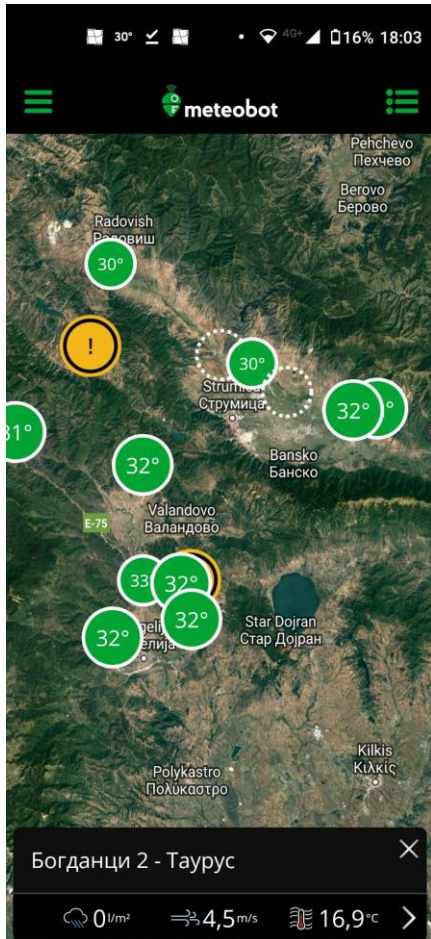 30° 4G+ 16% 18:03
meteobot
Pehchevo
Пехчево
Berovo
Берово
Radovish
Радовиш
30°
!
30°
Strumica
Струмица
32°
31°
32°
Bansko
Банско
Valandovo
Валандово
E-75
33°
32°
32°
32°
Star Dojran
Стар Дојран
Kilkis
Κιλκίς
Polykastro
Πολύκαστρο
Богданци 2 - Таурус
0 l/m²
4,5 m/s
16,9 °C